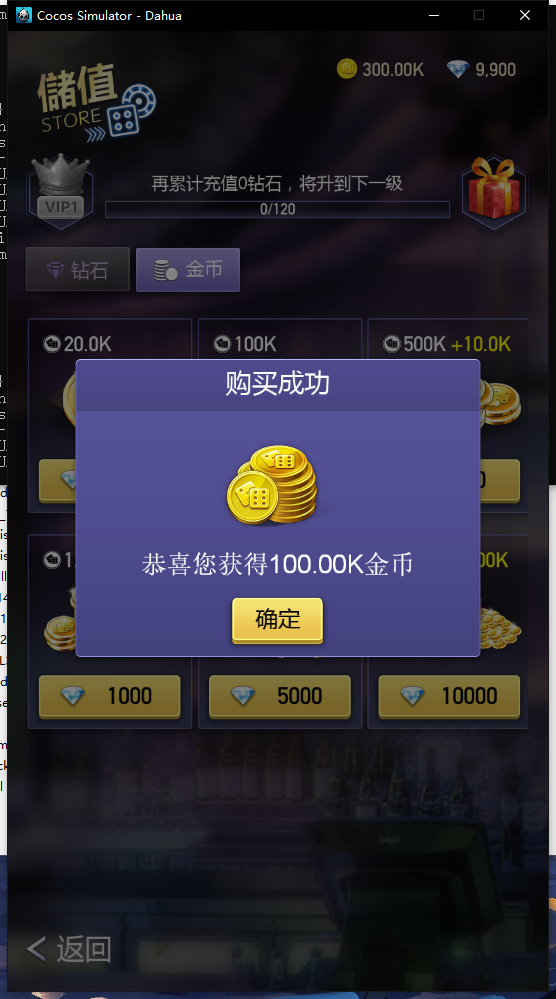 Cocos Simulator - Dahua
300.00K
9,900
儲值
STORE
VIP1
再累计充值0钻石，将升到下一级
0/120
钻石
金币
20.0K
100K
500K +10.0K
购买成功
恭喜您获得100.00K金币
确定
1000
5000
10000
返回